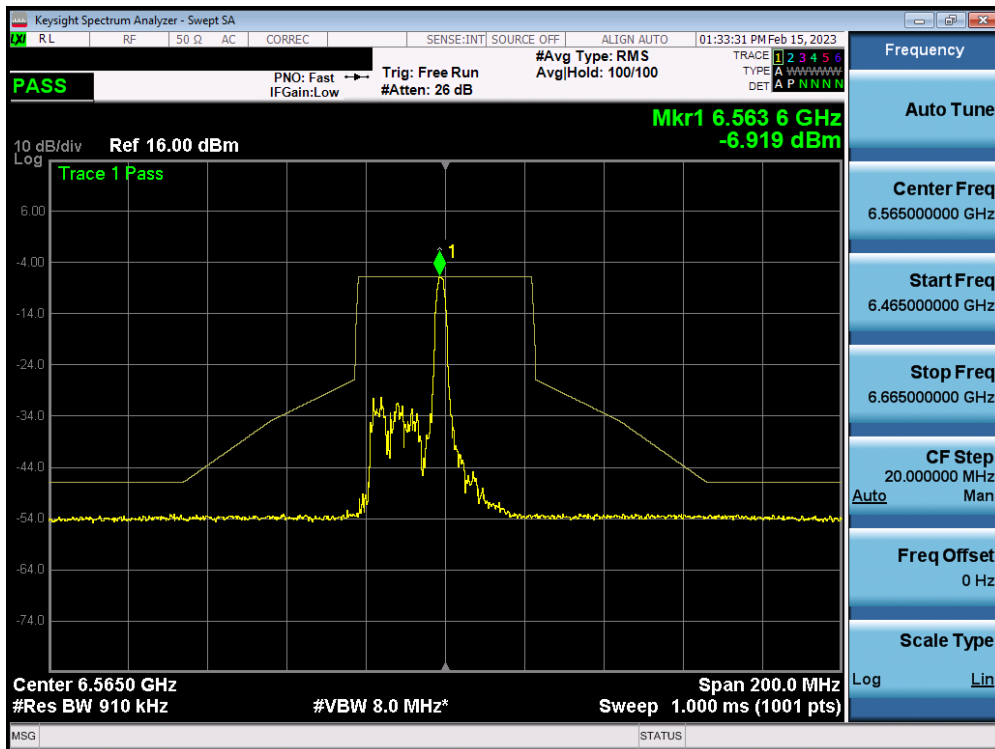 Keysight Spectrum Analyzer - Swept SA
LXI RL RF 50 Ω AC CORREC SENSE:INT SOURCE OFF ALIGN AUTO 01:33:31 PM Feb 15, 2023
PASS
PNO: Fast
IFGain:Low
Trig: Free Run
#Atten: 26 dB
#Avg Type: RMS
Avg|Hold: 100/100
TRACE 1 2 3 4 5 6
TYPE A WWWWW
DET A P N N N N
Mkr1 6.563 6 GHz
-6.919 dBm
10 dB/div Ref 16.00 dBm
Log
Trace 1 Pass
1
6.00
-4.00
-14.0
-24.0
-34.0
-44.0
-54.0
-64.0
-74.0
Center 6.5650 GHz Span 200.0 MHz
#Res BW 910 kHz #VBW 8.0 MHz* Sweep 1.000 ms (1001 pts)
MSG STATUS
Frequency
Auto Tune
Center Freq
6.565000000 GHz
Start Freq
6.465000000 GHz
Stop Freq
6.665000000 GHz
CF Step
20.000000 MHz
Auto Man
Freq Offset
0 Hz
Scale Type
Log Lin